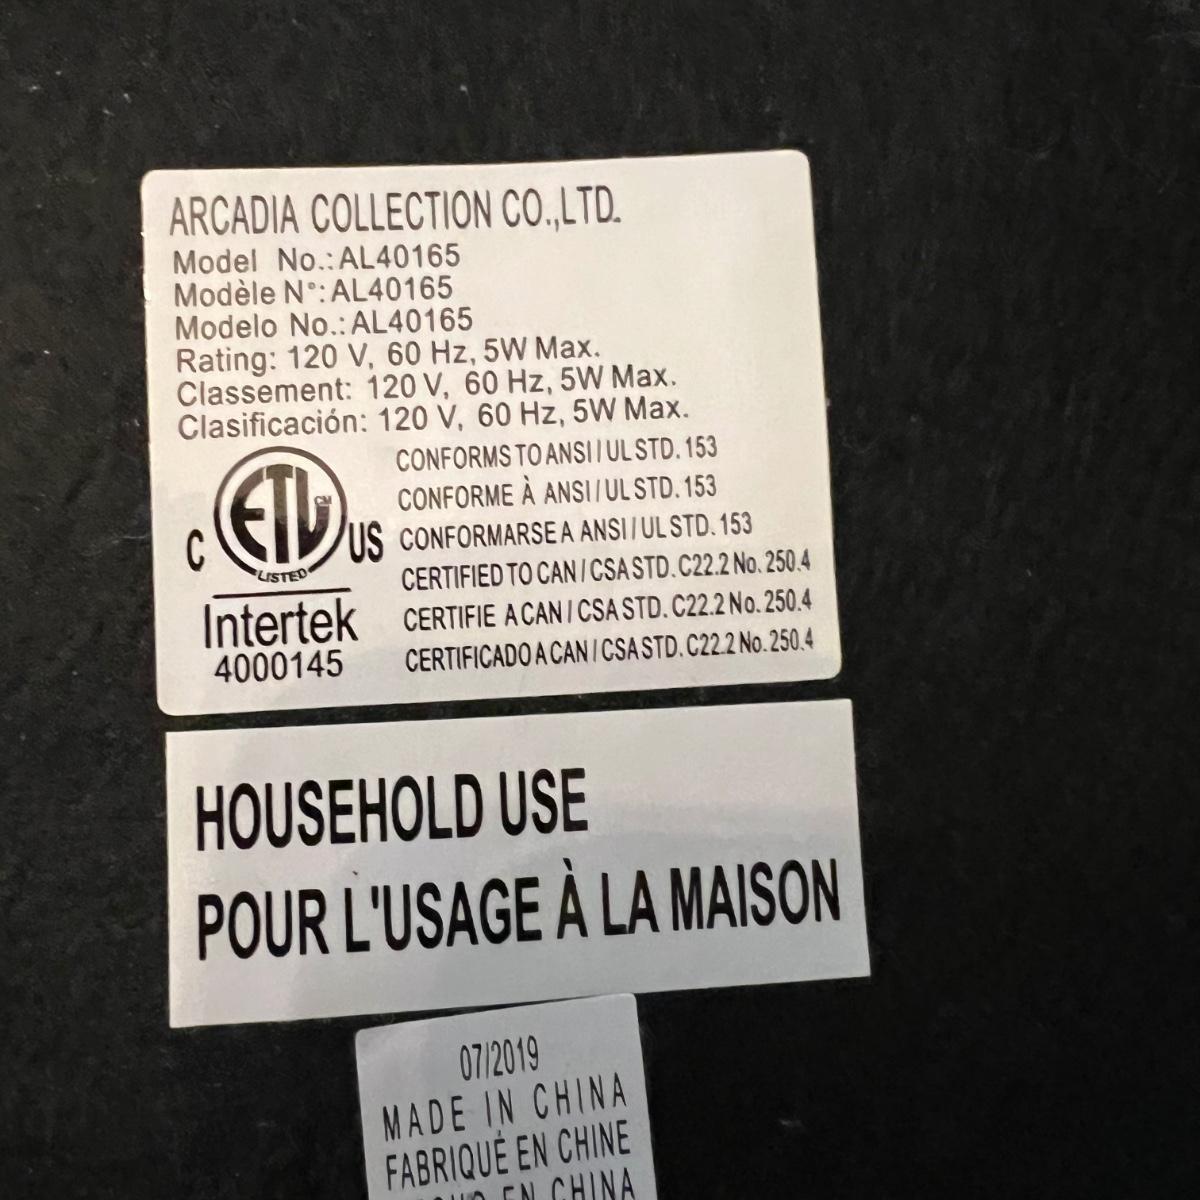 ARCADIA COLLECTION CO.,LTD.
Model No.: AL40165
Modèle N°: AL40165
Modelo No.: AL40165
Rating: 120 V, 60 Hz, 5W Max.
Classement: 120 V, 60 Hz, 5W Max.
Clasificación: 120 V, 60 Hz, 5W Max.
C ETL CM US
LISTED
Intertek
4000145
CONFORMS TO ANSI / UL STD. 153
CONFORME À ANSI / UL STD. 153
CONFORMARSE A ANSI / UL STD. 153
CERTIFIED TO CAN / CSA STD. C22.2 No. 250.4
CERTIFIE A CAN / CSA STD. C22.2 No. 250.4
CERTIFICADO A CAN / CSA STD. C22.2 No. 250.4
HOUSEHOLD USE
POUR L'USAGE À LA MAISON
07/2019
MADE IN CHINA
FABRIQUÉ EN CHINE
EN CHINA